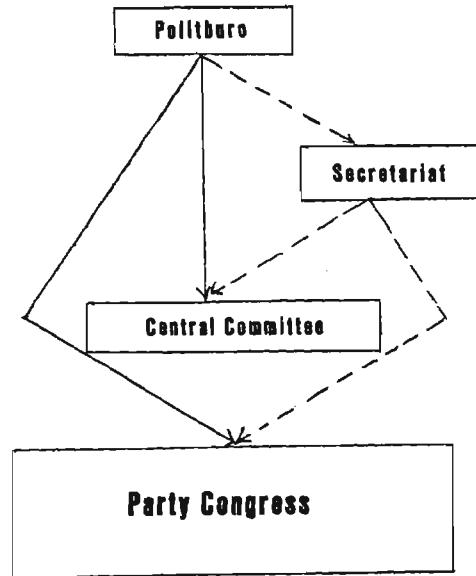 Politburo
Secretariat
Central Committee
Party Congress